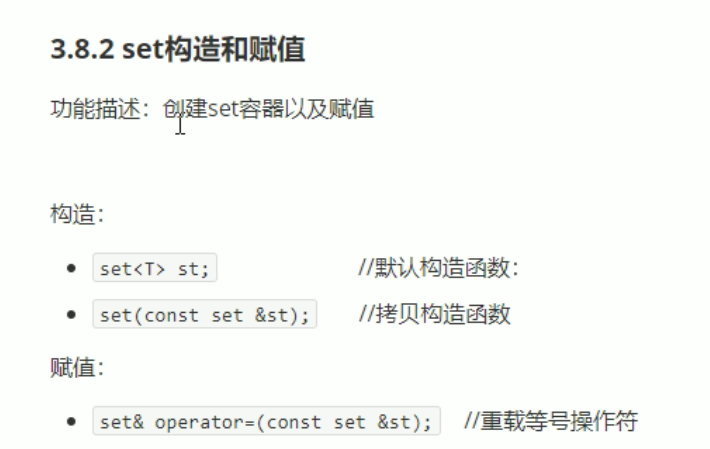 3.8.2 set构造和赋值
功能描述：创建set容器以及赋值
构造：
set<T> st; //默认构造函数：
set(const set &st); //拷贝构造函数
赋值：
set& operator=(const set &st); //重载等号操作符